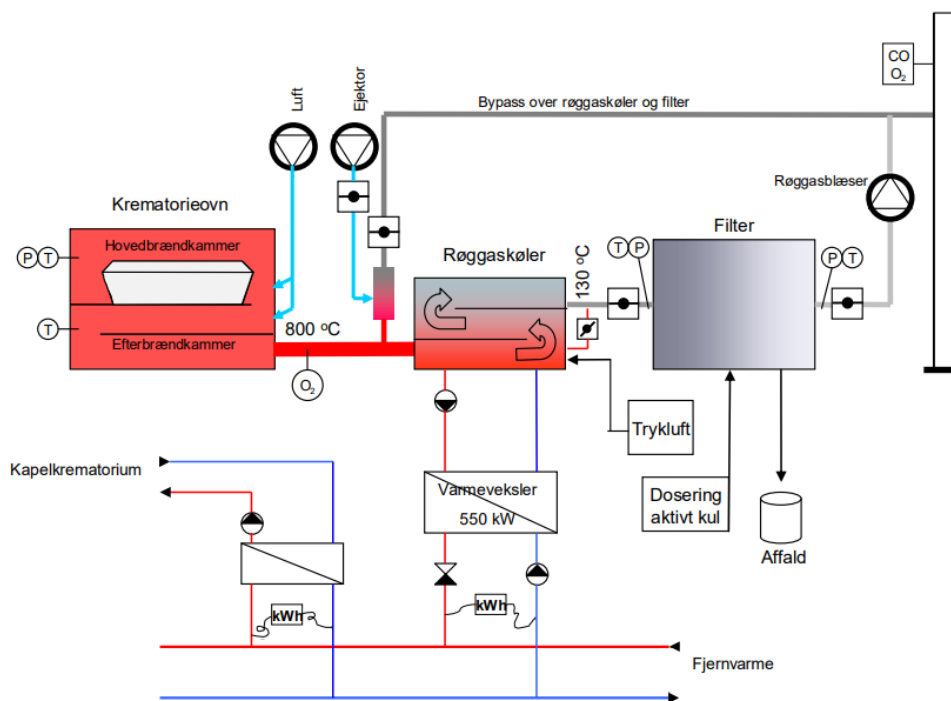 Luft
Ejektor
CO
O₂
Bypass over røggaskøler og filter
Røggasblæser
Krematorieovn
Hovedbrændkammer
P T
Røggaskøler
130 °C
Filter
T P
P T
T
800 °C
Efterbrændkammer
O₂
Trykluft
Kapelkrematorium
Varmeveksler
550 kW
Dosering
aktivt kul
Affald
kWh
kWh
Fjernvarme